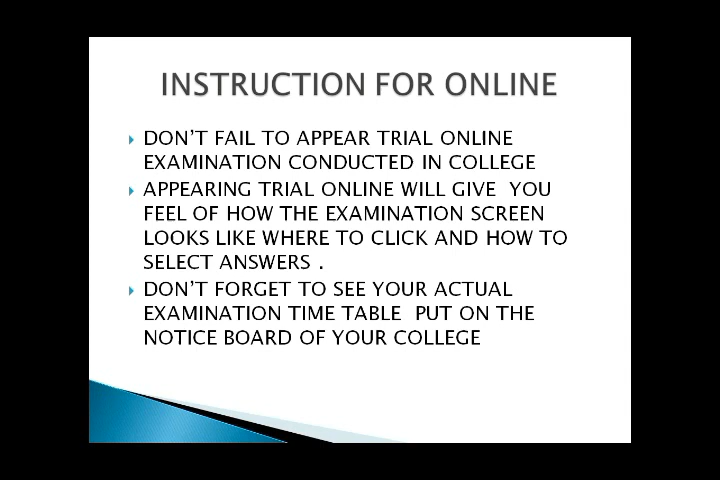 INSTRUCTION FOR ONLINE
DON'T FAIL TO APPEAR TRIAL ONLINE
EXAMINATION CONDUCTED IN COLLEGE
APPEARING TRIAL ONLINE WILL GIVE  YOU
FEEL OF HOW THE EXAMINATION SCREEN
LOOKS LIKE WHERE TO CLICK AND HOW TO
SELECT ANSWERS .
DON'T FORGET TO SEE YOUR ACTUAL
EXAMINATION TIME TABLE  PUT ON THE
NOTICE BOARD OF YOUR COLLEGE